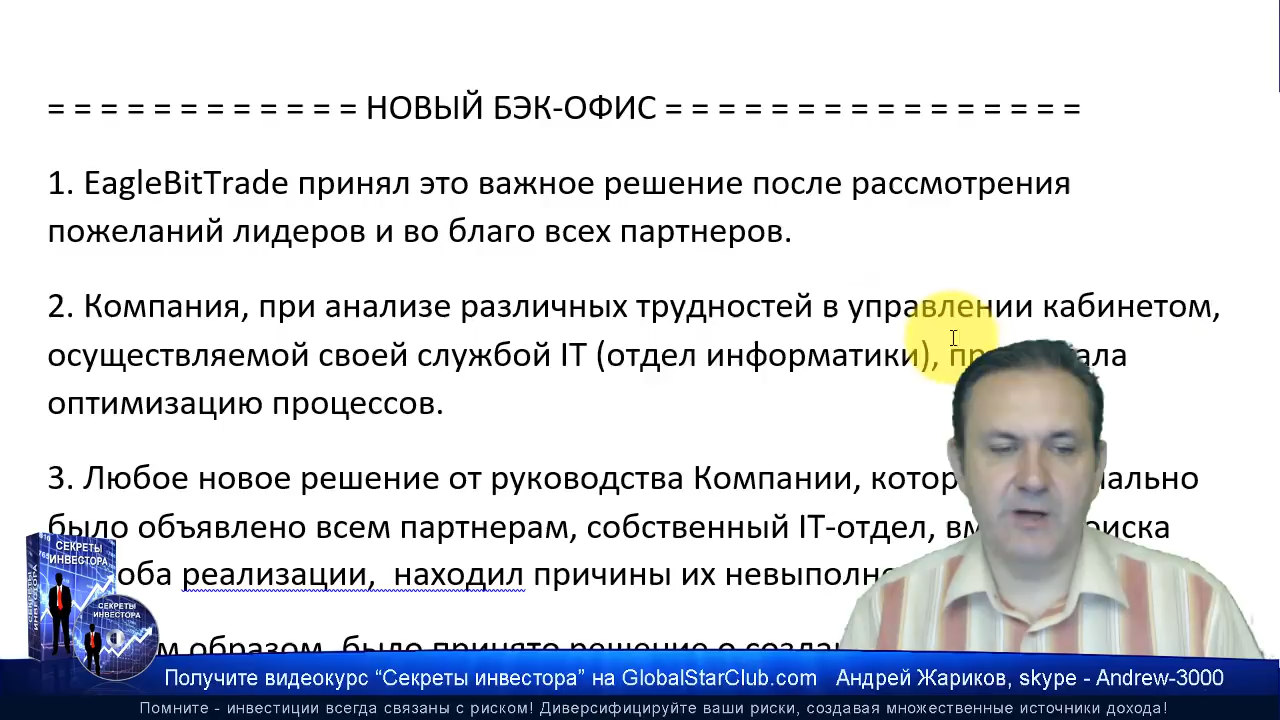 = = = = = = = = = = = = НОВЫЙ БЭК-ОФИС = = = = = = = = = = = = = = = =
1. EagleBitTrade принял это важное решение после рассмотрения
пожеланий лидеров и во благо всех партнеров.
2. Компания, при анализе различных трудностей в управлении кабинетом,
осуществляемой своей службой IT (отдел информатики),
оптимизацию процессов.
3. Любое новое решение от руководства Компании,
было объявлено всем партнерам, собственный IT-отдел,
реализации, находил причины их
образом, было принято решение о
СЕКРЕТЫ
ИНВЕСТОРА
СЕКРЕТЫ
ИНВЕСТОРА
Получите видеокурс “Секреты инвестора” на GlobalStarClub.com Андрей Жариков, skype - Andrew-3000
Помните - инвестиции всегда связаны с риском! Диверсифицируйте ваши риски, создавая множественные источники дохода!